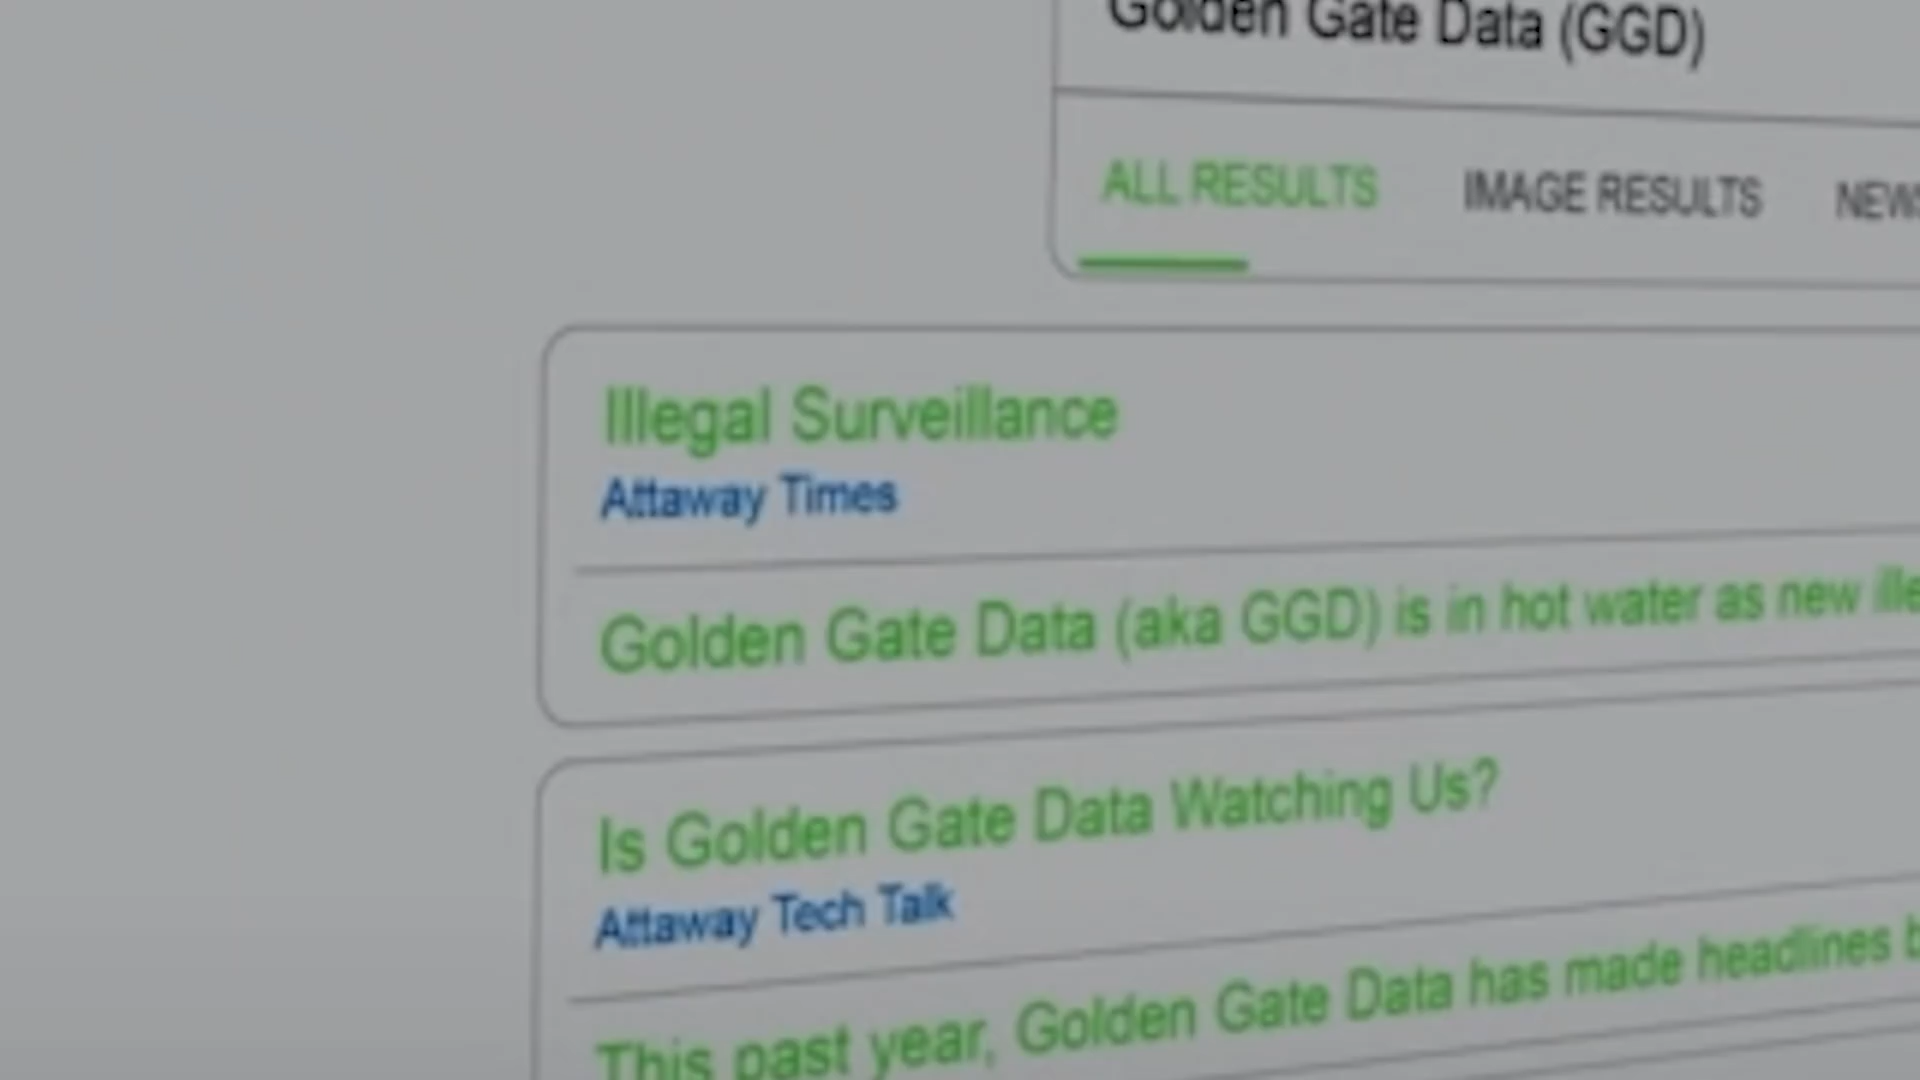 Golden Gate Data (GGD)
ALL RESULTS IMAGE RESULTS NEWS
Illegal Surveillance
Attaway Times
Golden Gate Data (aka GGD) is in hot water as new ille
Is Golden Gate Data Watching Us?
Attaway Tech Talk
This past year, Golden Gate Data has made headlines b